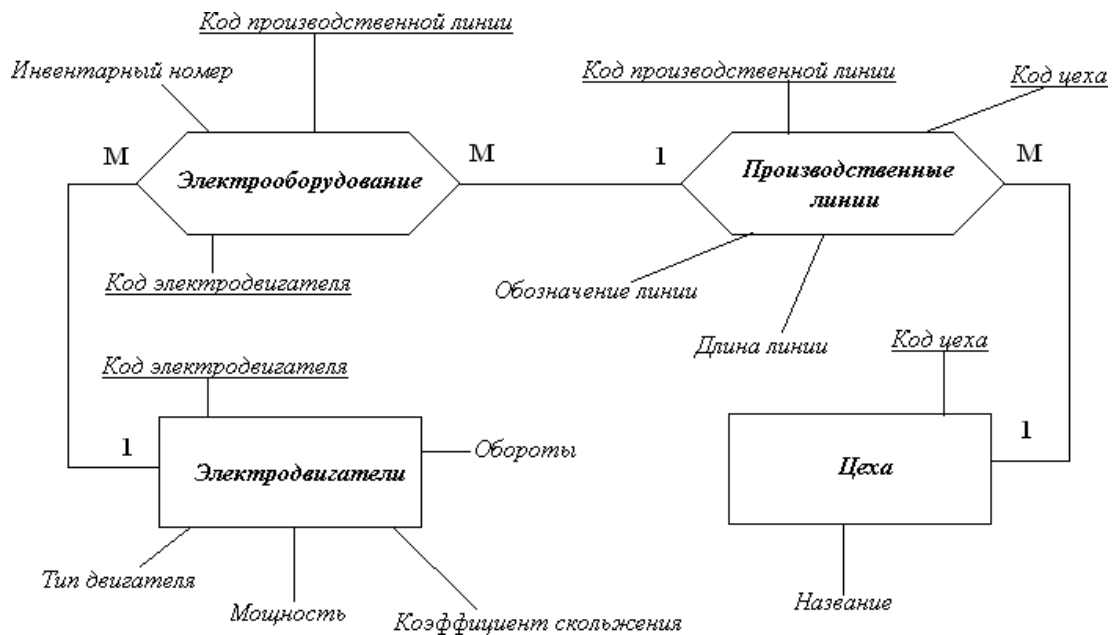 Код производственной линии
Инвентарный номер
Код производственной линии
Код цеха
М
М
1
М
Электрооборудование
Производственные
линии
Код электродвигателя
Обозначение линии
Длина линии
Код цеха
Код электродвигателя
1
Обороты
1
Электродвигатели
Цеха
Тип двигателя
Мощность
Коэффициент скольжения
Название